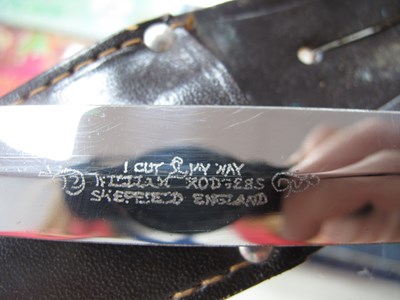 I CUT MY WAY
WILLIAM RODGERS
SHEFFIELD ENGLAND